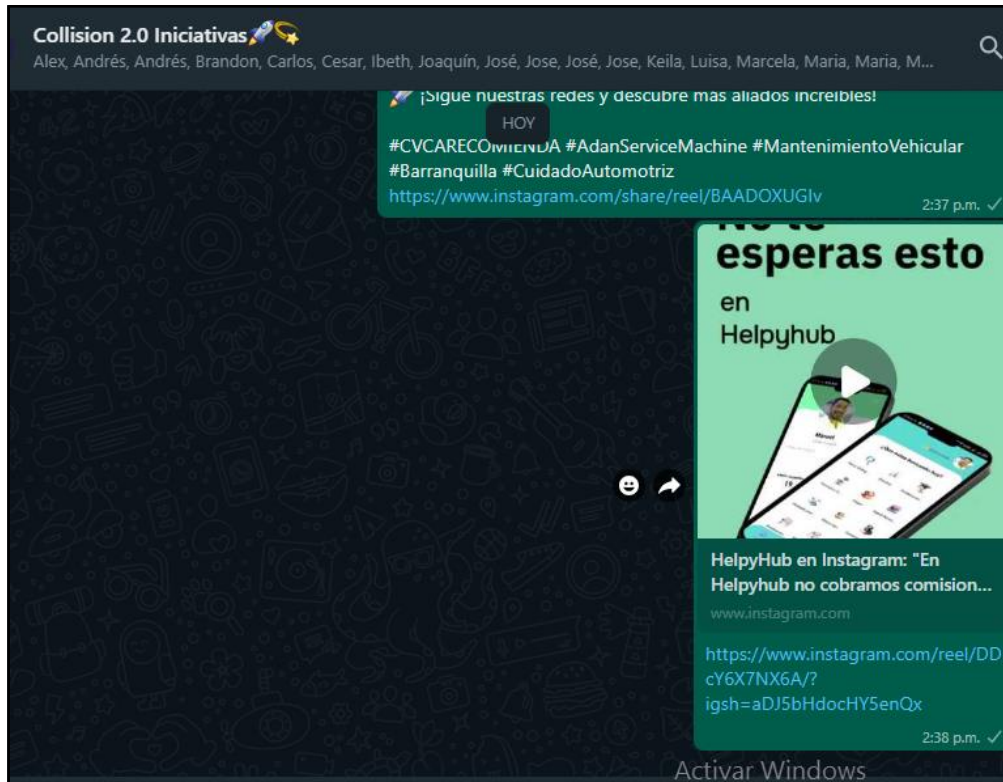 Collision 2.0 Iniciativas🚀💫
Alex, Andrés, Andrés, Brandon, Carlos, Cesar, Ibeth, Joaquín, José, Jose, José, Jose, Keila, Luisa, Marcela, Maria, Maria, M...
🚀 ¡Sigue nuestras redes y descubre más aliados increíbles!
HOY
#CVCARECOMIENDA #AdanServiceMachine #MantenimientoVehicular
#Barranquilla #CuidadoAutomotriz
https://www.instagram.com/share/reel/BAADOXUGIv
2:37 p.m.
No te
esperas esto
en
Helpyhub
Manuel
HelpyHub en Instagram: "En
Helpyhub no cobramos comision...
www.instagram.com
https://www.instagram.com/reel/DD
cY6X7NX6A/?
igsh=aDJ5bHdocHY5enQx
2:38 p.m.
Activar Windows